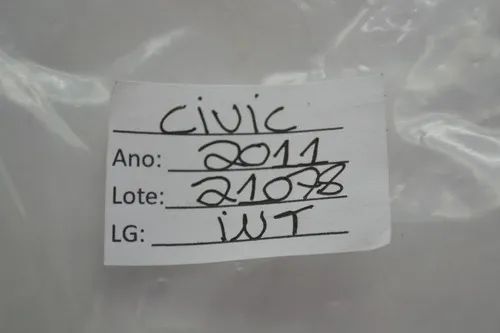 civic
Ano: 2011
Lote: 21078
LG: iNT